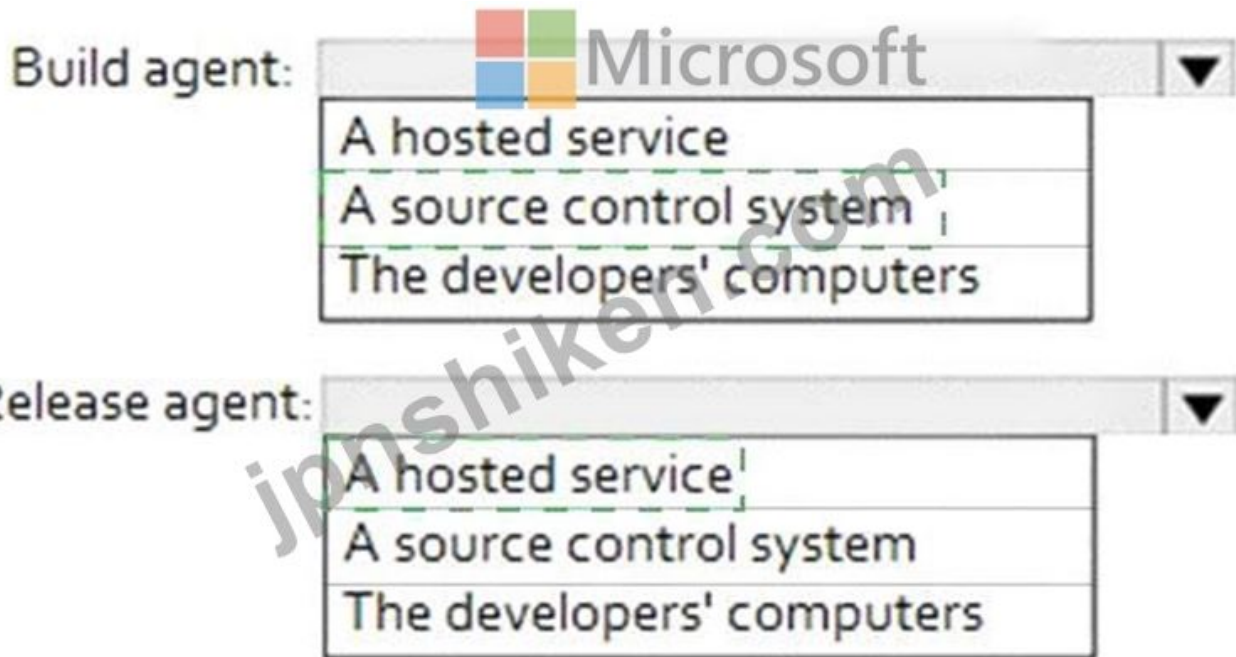 Microsoft
Build agent:
A hosted service
A source control system
The developers' computers
Release agent:
A hosted service
A source control system
The developers' computers
jpnshiken.com